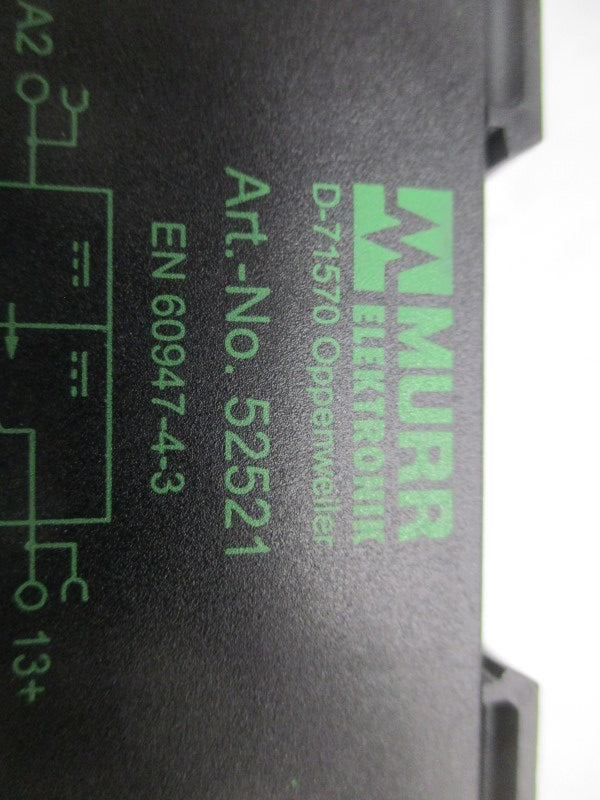 MURR
ELEKTRONIK
D-71570 Oppenweiler
Art.-No. 52521
EN 60947-4-3
A2
13+